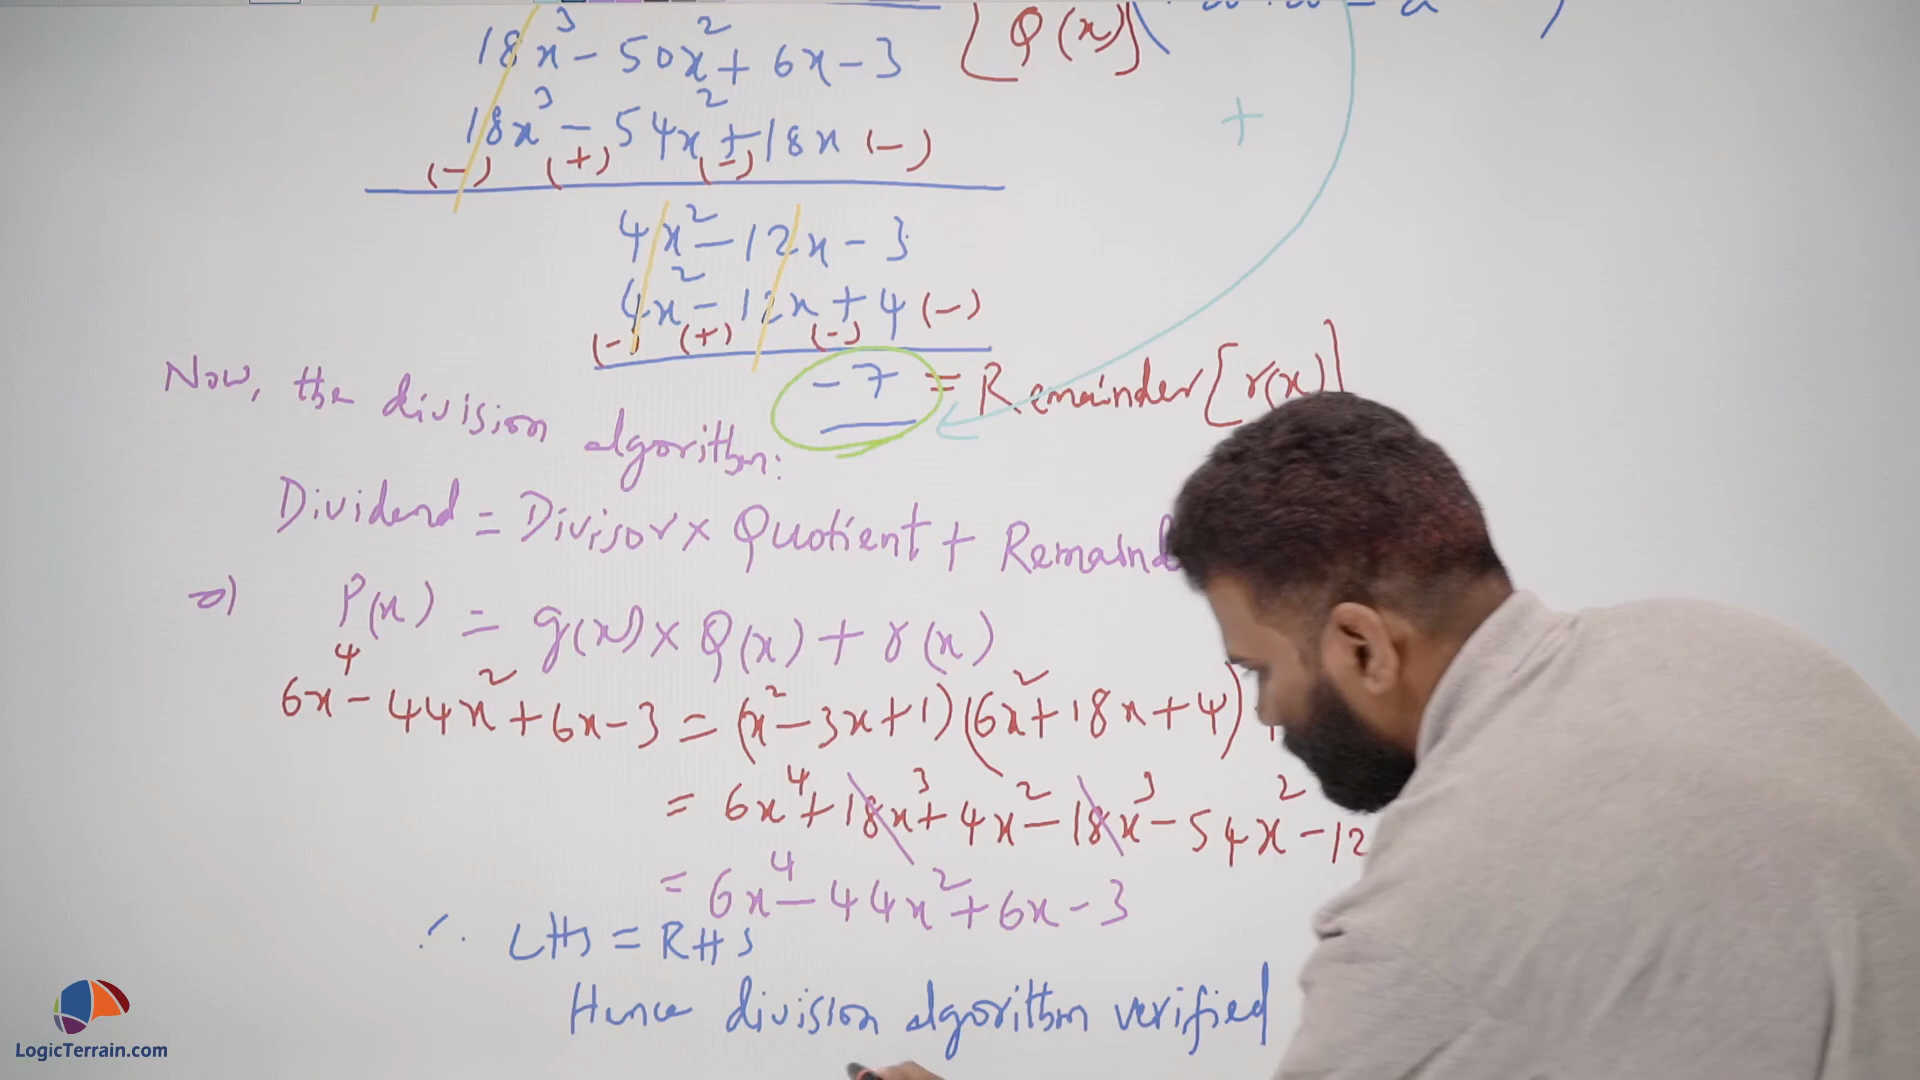 18x³ - 50x² + 6x - 3 [Q(x)]
18x³ - 54x² + 18x (-)
(-) (+) (-)
+
4x² - 12x - 3
4x² - 12x + 4 (-)
(-) (+) (-)
-7 = Remainder [r(x)]
Now, the division algorithm:
Dividend = Divisor × Quotient +
⇒ P(x) = g(x) × Q(x) + r(x)
6x⁴ - 44x² + 6x - 3 = (x² - 3x + 1) (6x² + 18x + 4)
= 6x⁴ + 18x³ + 4x² - 18x³ - 54x² - 12
= 6x⁴ - 44x² + 6x - 3
∴ LHS = RHS
Hence division algorithm verified
LogicTerrain.com